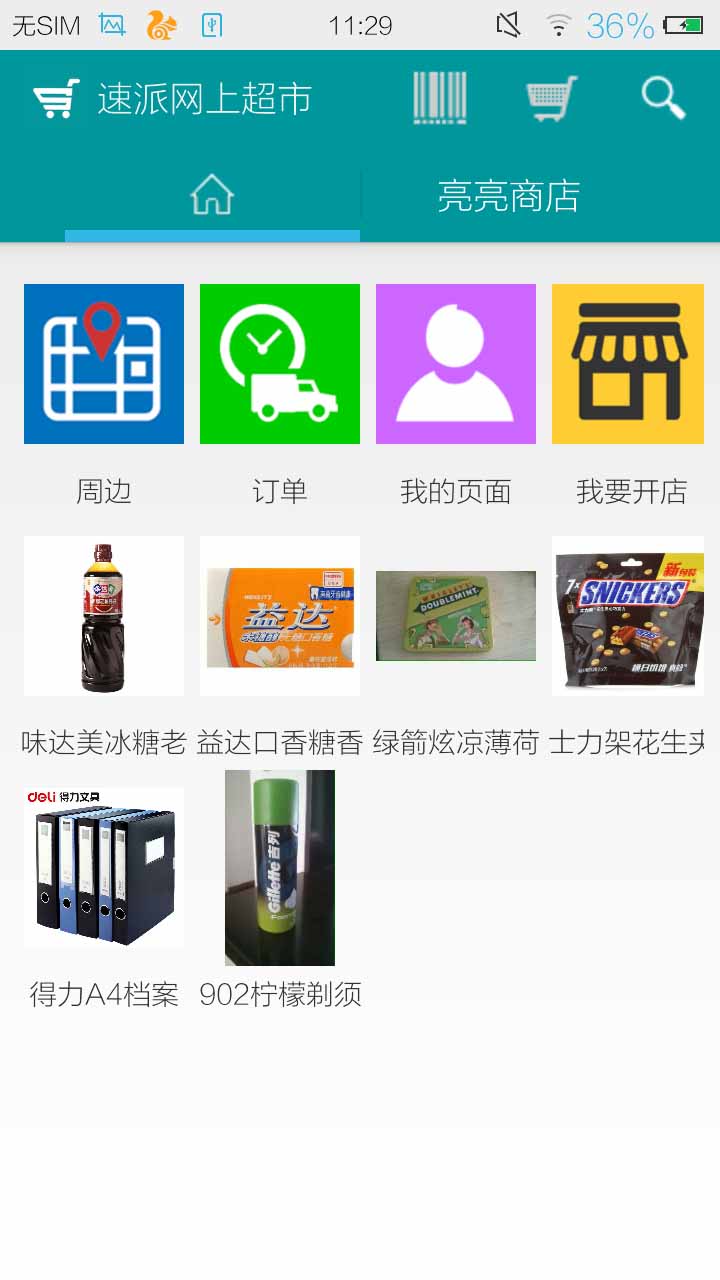 无SIM 11:29 36%
速派网上超市
亮亮商店
周边 订单 我的页面 我要开店
益达
DOUBLEMINT
7x
新包装
SNICKERS
味达美冰糖老 益达口香糖香 绿箭炫凉薄荷 士力架花生夹
deli 得力文具
Gillette 吉列
得力A4档案 902柠檬剃须